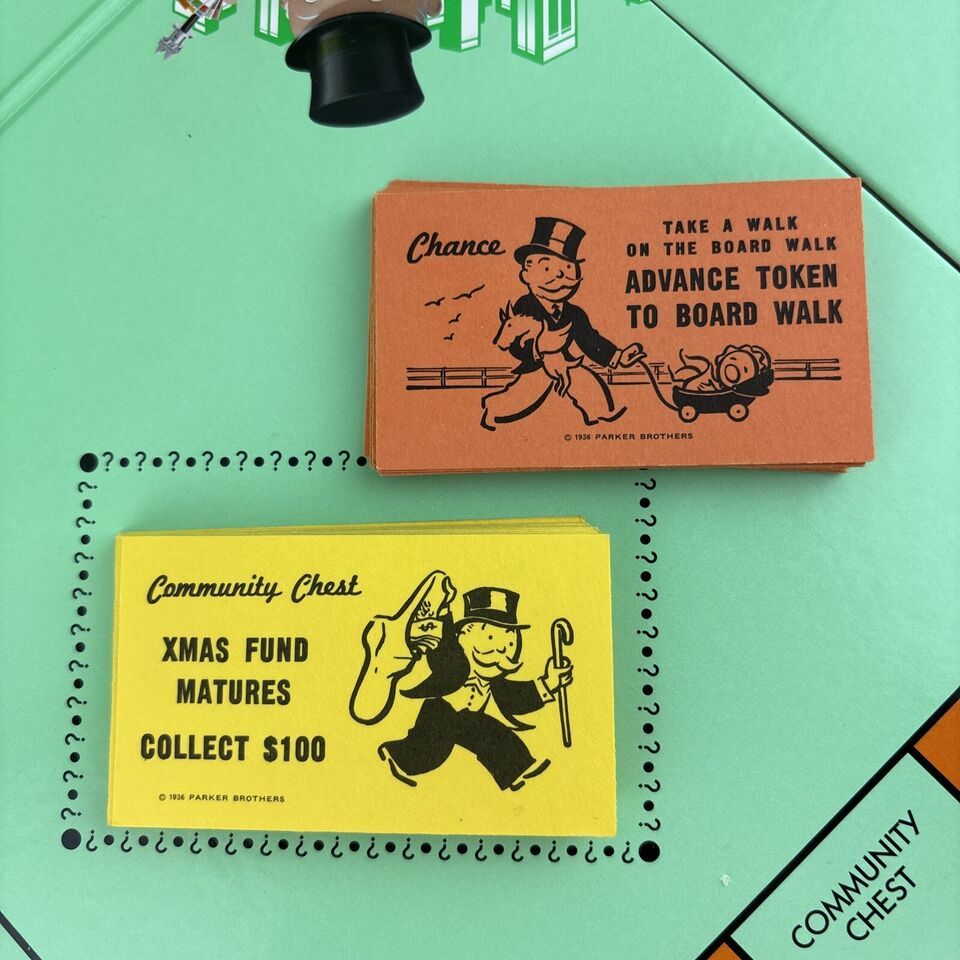 Chance
TAKE A WALK
ON THE BOARD WALK
ADVANCE TOKEN
TO BOARD WALK
© 1936 PARKER BROTHERS
Community Chest
XMAS FUND
MATURES
COLLECT $100
© 1936 PARKER BROTHERS
COMMUNITY
CHEST